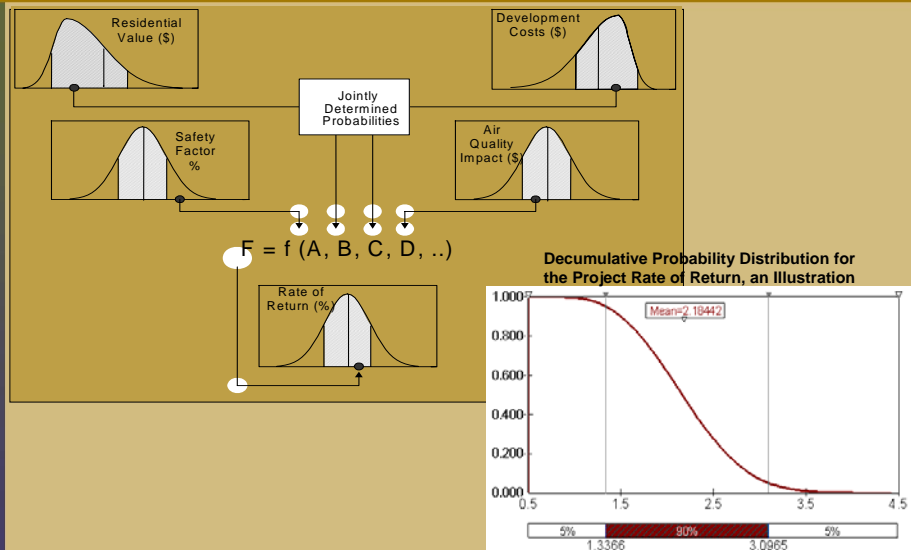 Residential
Value ($)
Development
Costs ($)
Jointly
Determined
Probabilities
Safety
Factor
%
Air
Quality
Impact ($)
F = f (A, B, C, D, ..)
Rate of
Return (%)
Decumulative Probability Distribution for
the Project Rate of Return, an Illustration
Mean=2.18442
1.000
0.800
0.600
0.400
0.200
0.000
0.5 1.5 2.5 3.5 4.5
5% 90% 5%
1.3366 3.0965